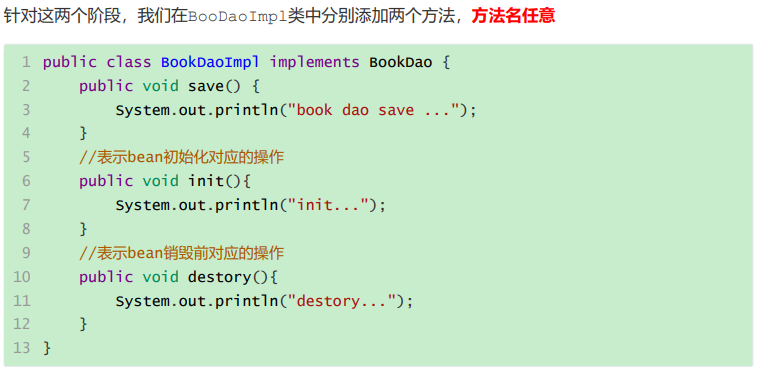 针对这两个阶段，我们在BooDaoImpl类中分别添加两个方法，方法名任意
1 public class BookDaoImpl implements BookDao {
2     public void save() {
3         System.out.println("book dao save ...");
4     }
5     //表示bean初始化对应的操作
6     public void init(){
7         System.out.println("init...");
8     }
9     //表示bean销毁前对应的操作
10     public void destory(){
11         System.out.println("destory...");
12     }
13 }